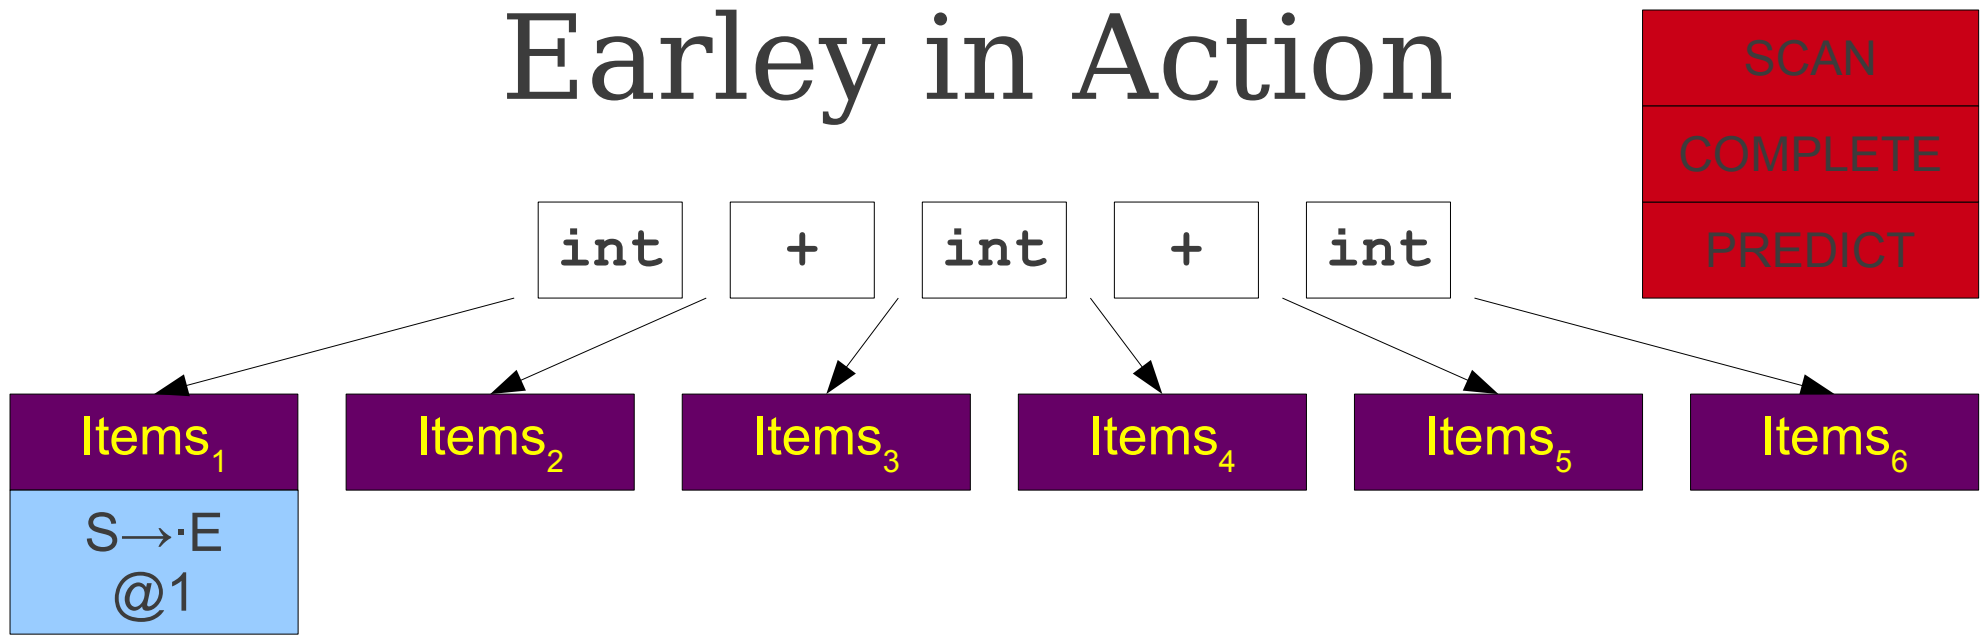 Earley in Action
SCAN
COMPLETE
PREDICT
int + int + int
Items₁ Items₂ Items₃ Items₄ Items₅ Items₆
S→·E
@1